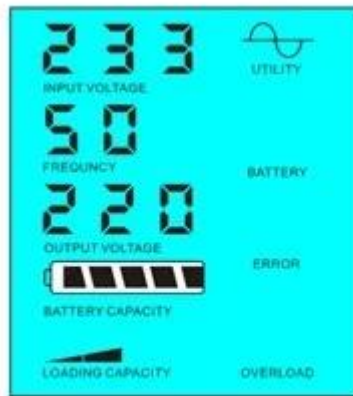 233
INPUT VOLTAGE
UTILITY
50
FREQUNCY
BATTERY
220
OUTPUT VOLTAGE
ERROR
BATTERY CAPACITY
LOADING CAPACITY
OVERLOAD